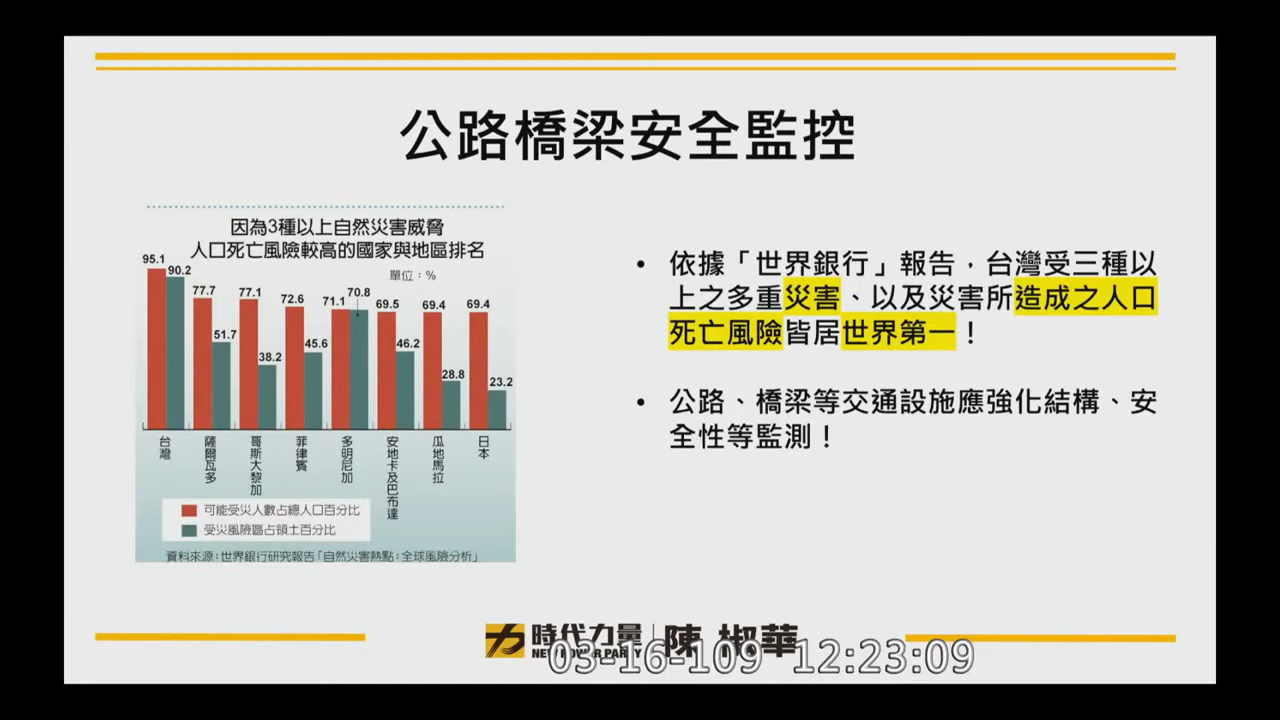 公路橋梁安全監控
因為3種以上自然災害威脅
人口死亡風險較高的國家與地區排名
單位：%
95.1 90.2 77.7 51.7 77.1 38.2 72.6 45.6 71.1 70.8 69.5 46.2 69.4 28.8 69.4 23.2
台灣 薩爾瓦多 哥斯大黎加 菲律賓 多明尼加 安地卡及巴布達 瓜地馬拉 日本
可能受災人數占總人口百分比
受災風險區占領土百分比
資料來源：世界銀行研究報告「自然災害熱點：全球風險分析」
• 依據「世界銀行」報告，台灣受三種以
上之多重災害、以及災害所造成之人口
死亡風險皆居世界第一！
• 公路、橋梁等交通設施應強化結構、安
全性等監測！
時代力量 陳椒華
NEW POWER PARTY
03-16-109 12:23:09